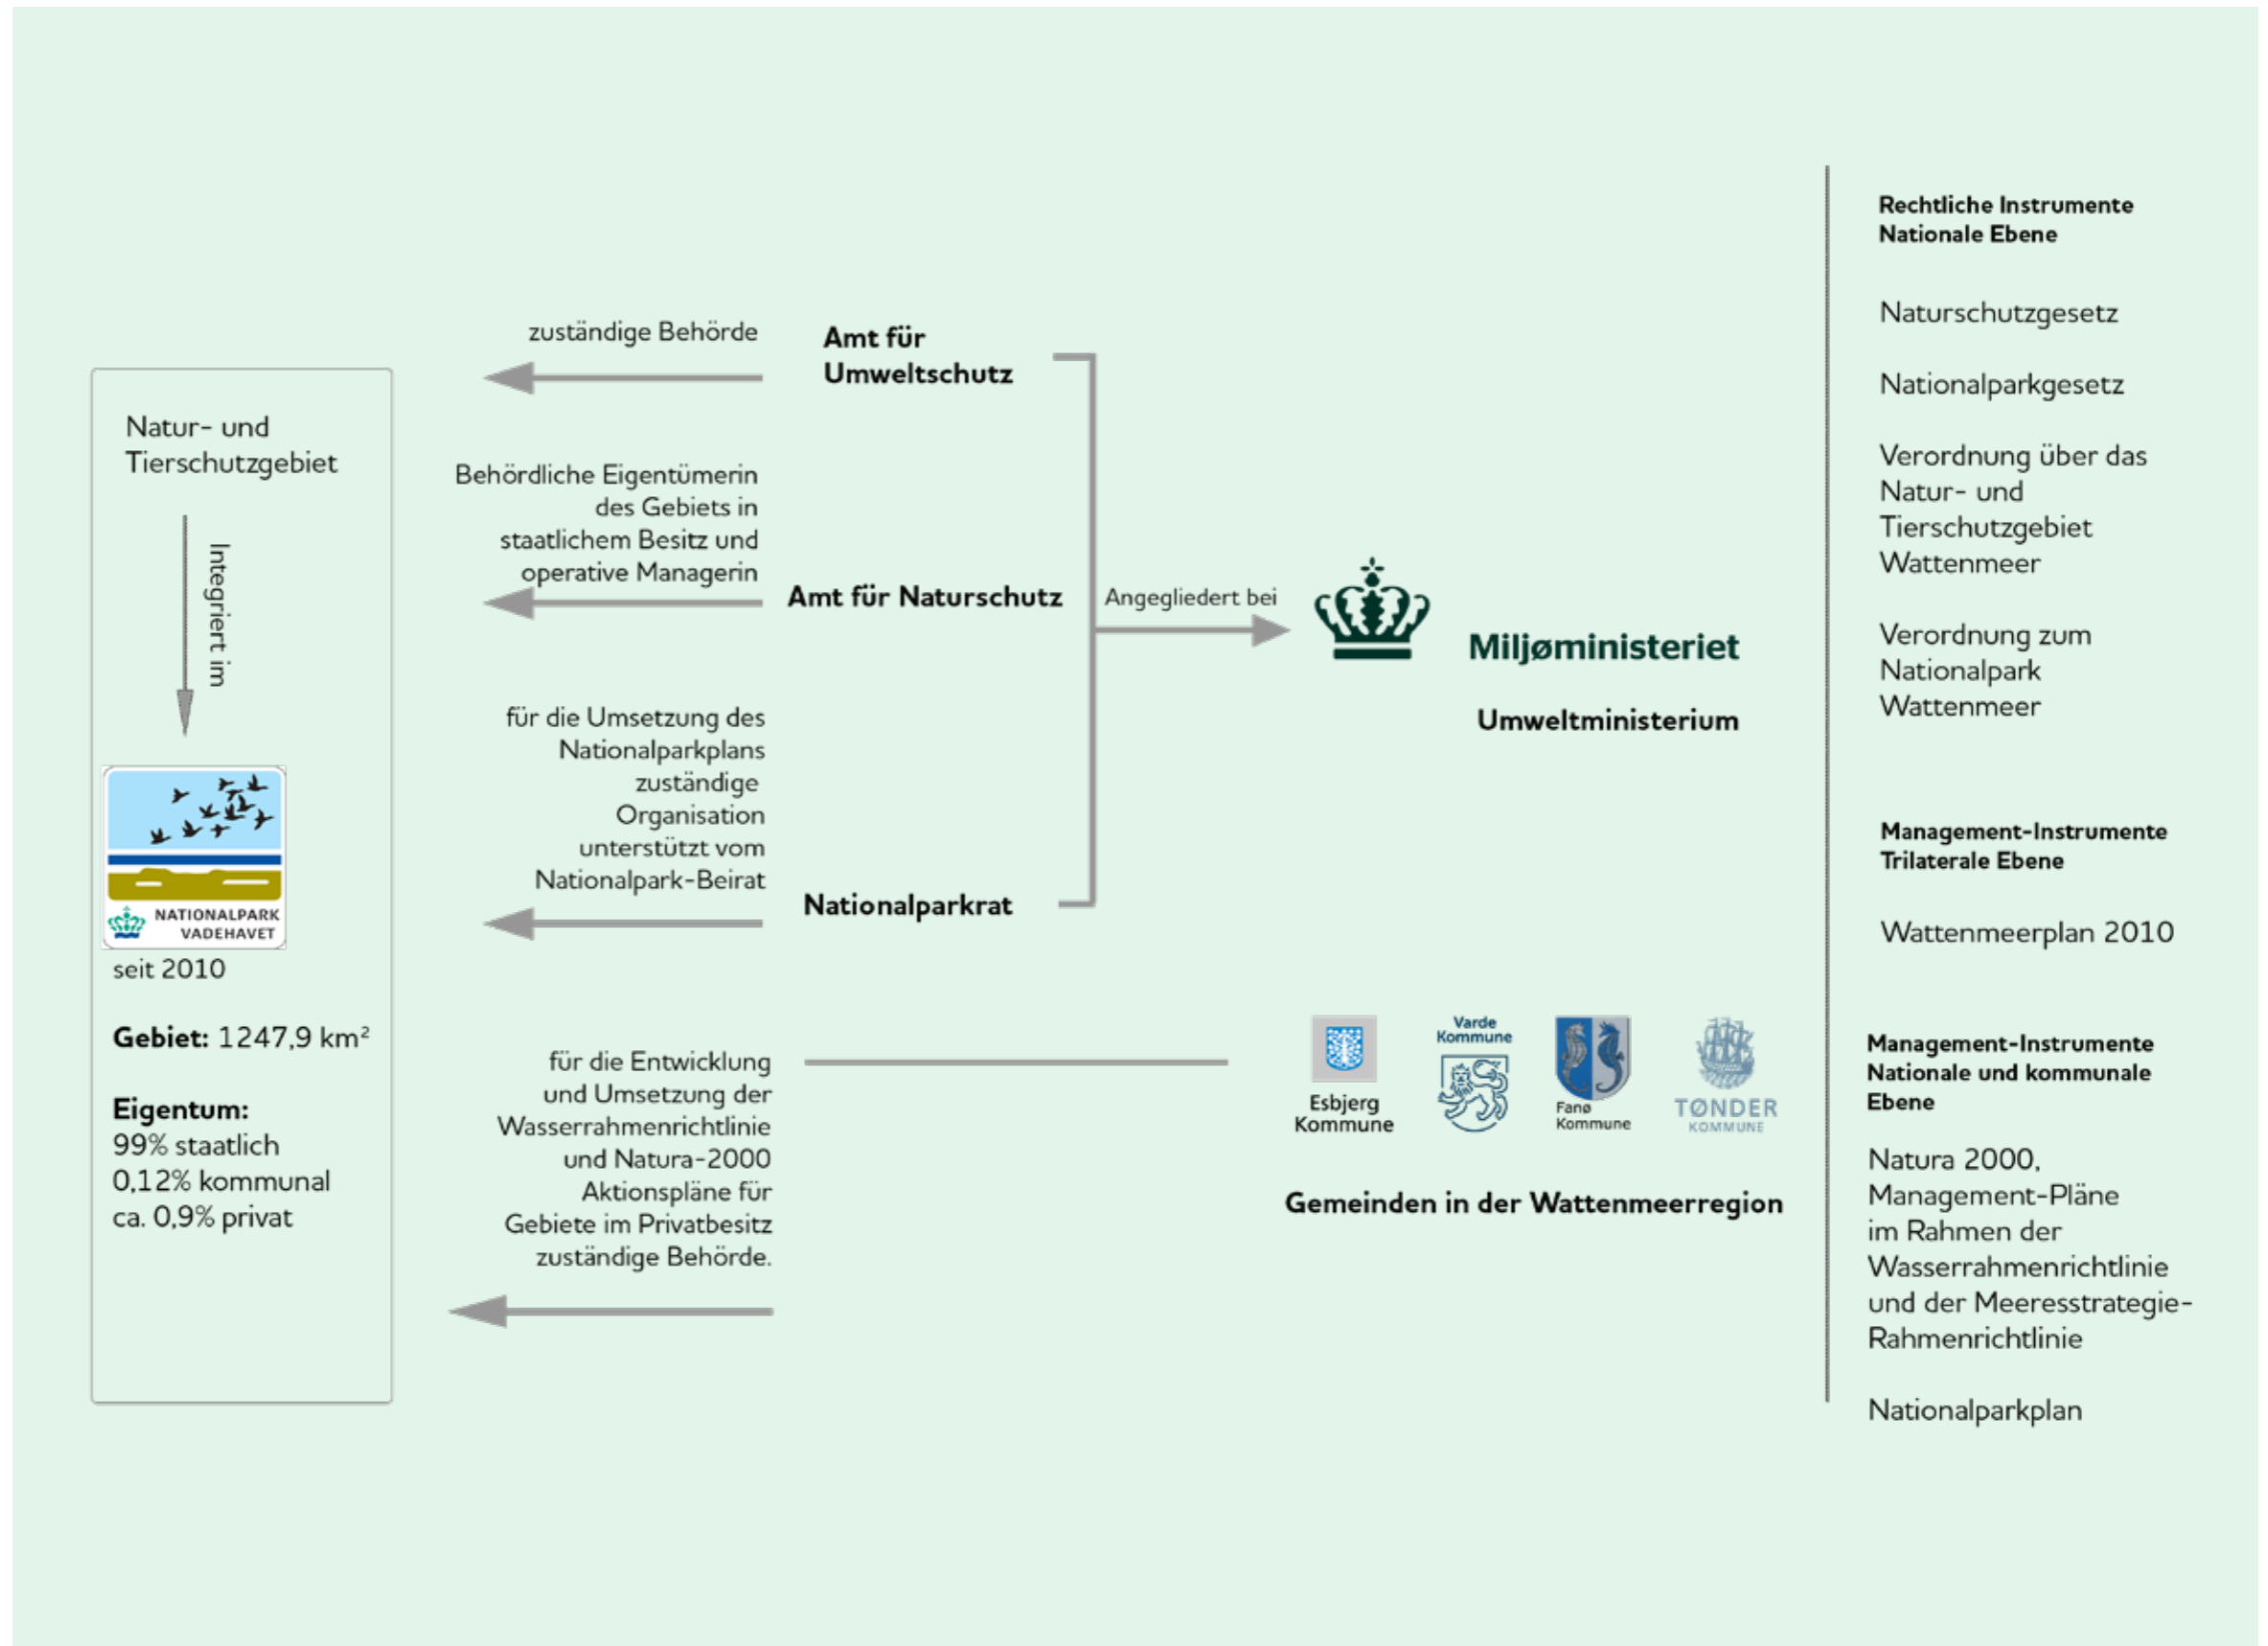 Natur- und
Tierschutzgebiet
Integriert im
NATIONALPARK
VADEHAVET
seit 2010
Gebiet: 1247,9 km²
Eigentum:
99% staatlich
0,12% kommunal
ca. 0,9% privat
zuständige Behörde
Amt für
Umweltschutz
Behördliche Eigentümerin
des Gebiets in
staatlichem Besitz und
operative Managerin
Amt für Naturschutz
für die Umsetzung des
Nationalparkplans
zuständige
Organisation
unterstützt vom
Nationalpark-Beirat
Nationalparkrat
für die Entwicklung
und Umsetzung der
Wasserrahmenrichtlinie
und Natura-2000
Aktionspläne für
Gebiete im Privatbesitz
zuständige Behörde.
Angegliedert bei
Miljøministeriet
Umweltministerium
Esbjerg
Kommune
Varde
Kommune
Fanø
Kommune
TØNDER
KOMMUNE
Gemeinden in der Wattenmeerregion
Rechtliche Instrumente
Nationale Ebene
Naturschutzgesetz
Nationalparkgesetz
Verordnung über das
Natur- und
Tierschutzgebiet
Wattenmeer
Verordnung zum
Nationalpark
Wattenmeer
Management-Instrumente
Trilaterale Ebene
Wattenmeerplan 2010
Management-Instrumente
Nationale und kommunale
Ebene
Natura 2000,
Management-Pläne
im Rahmen der
Wasserrahmenrichtlinie
und der Meeresstrategie-
Rahmenrichtlinie
Nationalparkplan